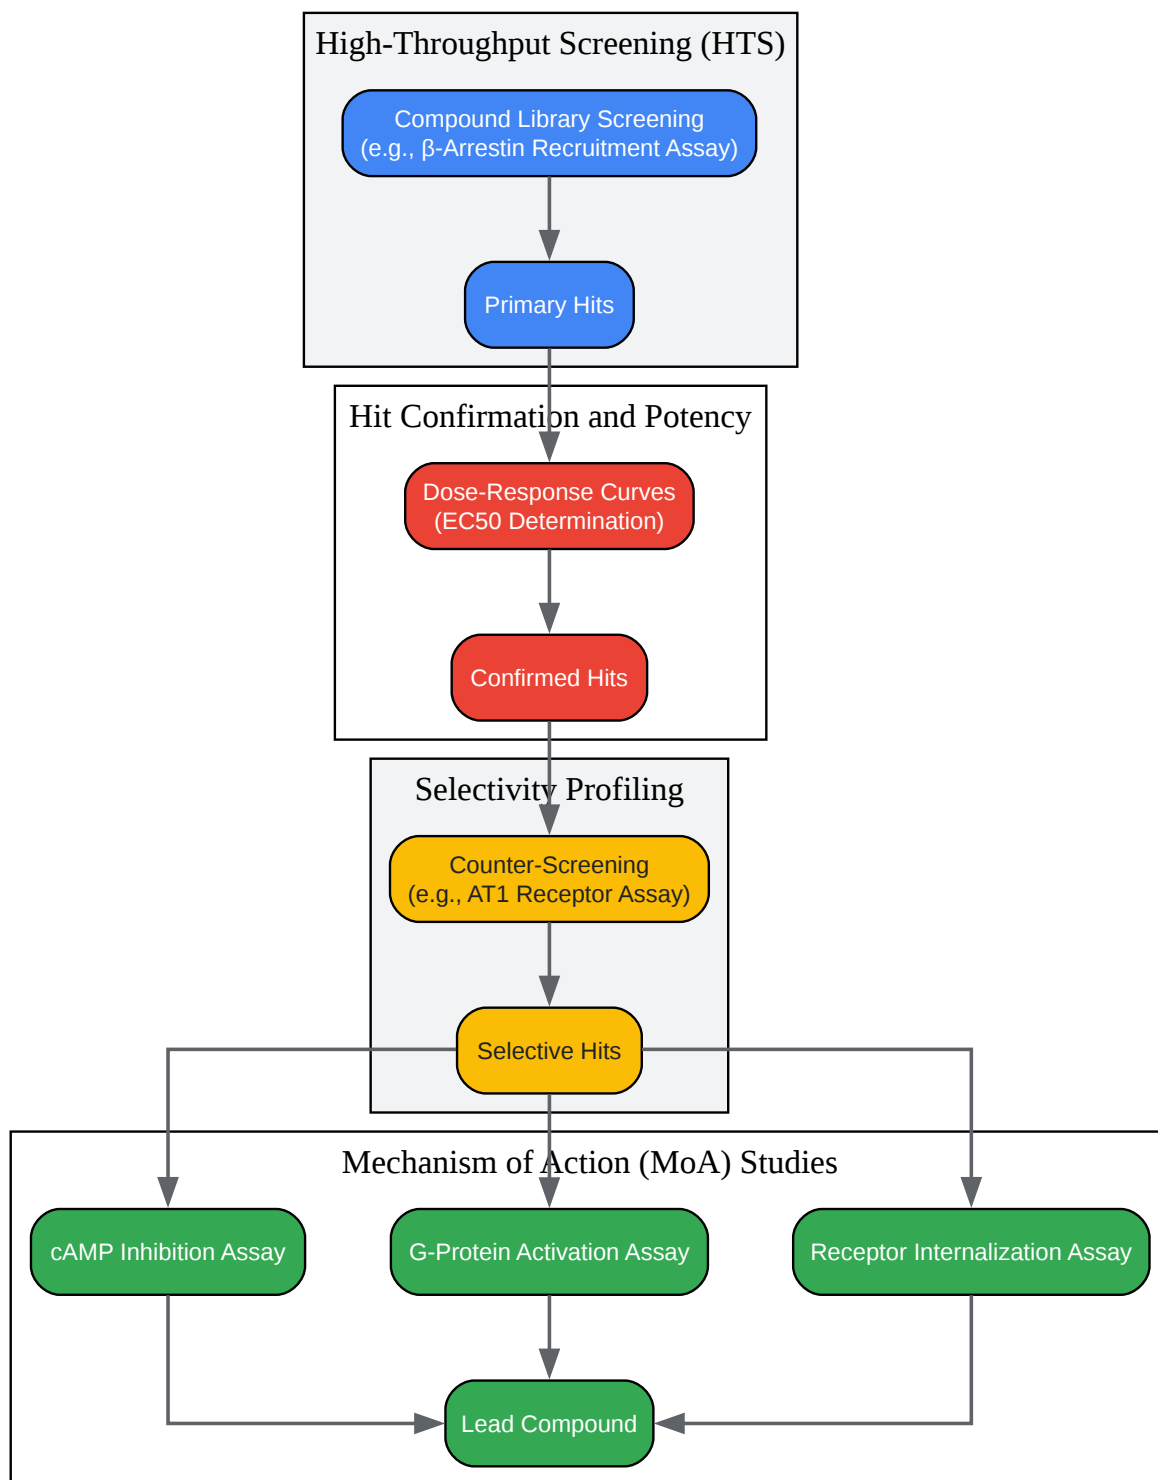 High-Throughput Screening (HTS)
Compound Library Screening
(e.g., β-Arrestin Recruitment Assay)
Primary Hits
Hit Confirmation and Potency
Dose-Response Curves
(EC50 Determination)
Confirmed Hits
Selectivity Profiling
Counter-Screening
(e.g., AT1 Receptor Assay)
Selective Hits
Mechanism of Action (MoA) Studies
cAMP Inhibition Assay
G-Protein Activation Assay
Receptor Internalization Assay
Lead Compound